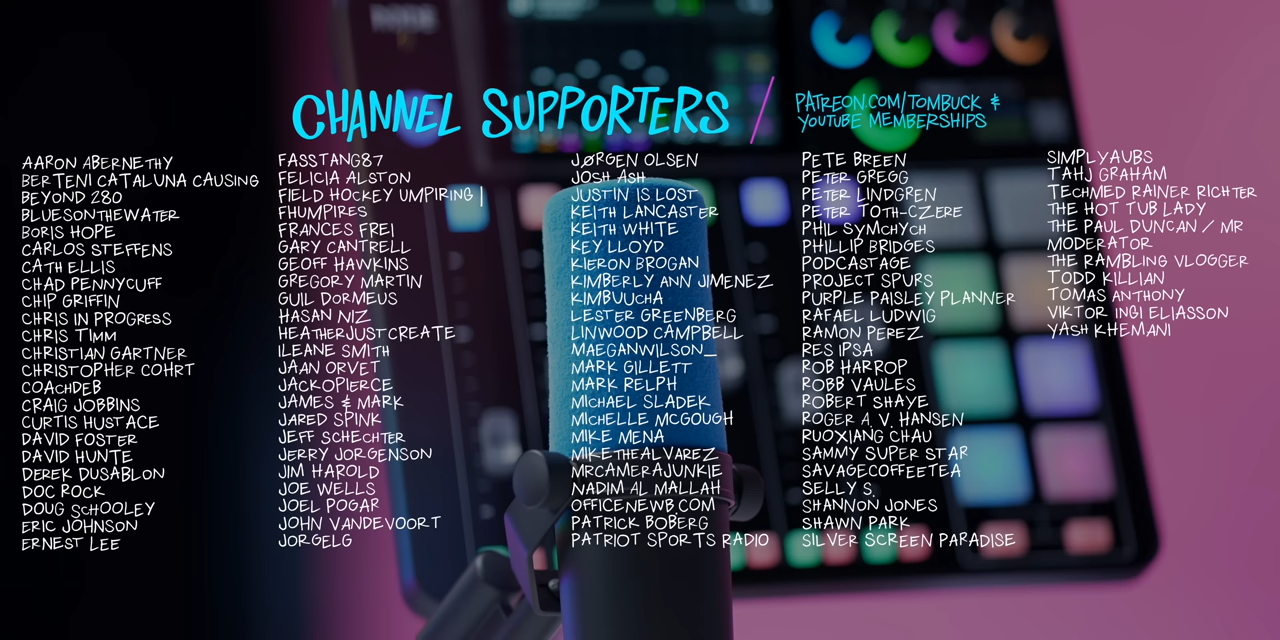 CHANNEL SUPPORTERS / PATREON.COM/TOMBUCK &
YOUTUBE MEMBERSHIPS
AARON ABERNETHY
BERTENI CATALUNA CAUSING
BEYOND 280
BLUESONTHEWATER
BORIS HOPE
CARLOS STEFFENS
CATH ELLIS
CHAD PENNYCUFF
CHIP GRIFFIN
CHRIS IN PROGRESS
CHRIS TIMM
CHRISTIAN GARTNER
CHRISTOPHER COHRT
COACHDEB
CRAIG JOBBINS
CURTIS HUSTACE
DAVID FOSTER
DAVID HUNTE
DEREK DUSABLON
DOC ROCK
DOUG SCHOOLEY
ERIC JOHNSON
ERNEST LEE
FASSTANG87
FELICIA ALSTON
FIELD HOCKEY UMPIRING |
FHUMPIRES
FRANCES FREI
GARY CANTRELL
GEOFF HAWKINS
GREGORY MARTIN
GUIL DORMEUS
HASAN NIZ
HEATHERJUSTCREATE
ILEANE SMITH
JAAN ORVET
JACKOPIERCE
JAMES & MARK
JARED SPINK
JEFF SCHECHTER
JERRY JORGENSON
JIM HAROLD
JOE WELLS
JOEL POGAR
JOHN VANDEVOORT
JORGELG
JØRGEN OLSEN
JOSH ASH
JUSTIN IS LOST
KEITH LANCASTER
KEITH WHITE
KEY LLOYD
KIERON BROGAN
KIMBERLY ANN JIMENEZ
KIMBUUCHA
LESTER GREENBERG
LINWOOD CAMPBELL
MAEGANWILSON_
MARK GILLETT
MARK RELPH
MICHAEL SLADEK
MICHELLE MCGOUGH
MIKE MENA
MIKETHEALVAREZ
MRCAMERAJUNKIE
NADIM AL MALLAH
OFFICENEWB.COM
PATRICK BOBERG
PATRIOT SPORTS RADIO
PETE BREEN
PETER GREGG
PETER LINDGREN
PETER TOTH-CZERE
PHIL SYMCHYCH
PHILLIP BRIDGES
PODCASTAGE
PROJECT SPURS
PURPLE PAISLEY PLANNER
RAFAEL LUDWIG
RAMON PEREZ
RES IPSA
ROB HARROP
ROBB VAULES
ROBERT SHAYE
ROGER A. V. HANSEN
RUOXIANG CHAU
SAMMY SUPER STAR
SAVAGECOFFEETEA
SELLY S.
SHANNON JONES
SHAWN PARK
SILVER SCREEN PARADISE
SIMPLYAUBS
TAHJ GRAHAM
TECHMED RAINER RICHTER
THE HOT TUB LADY
THE PAUL DUNCAN / MR
MODERATOR
THE RAMBLING VLOGGER
TODD KILLIAN
TOMAS ANTHONY
VIKTOR INGI ELIASSON
YASH KHEMANI